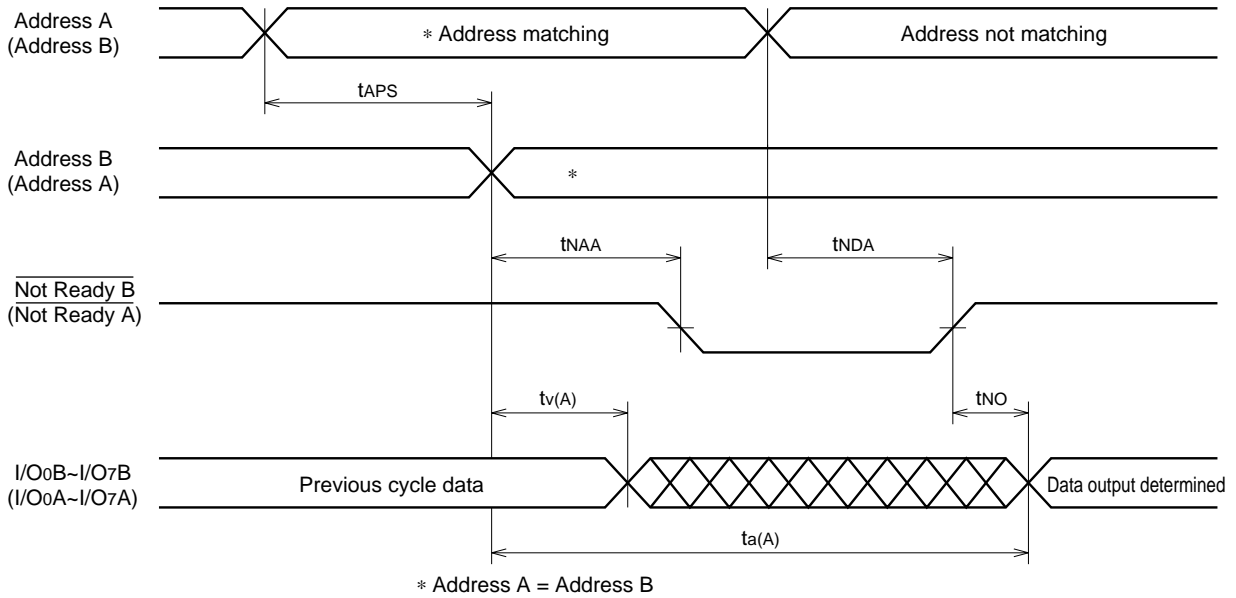 Address A
(Address B)
* Address matching
Address not matching
tAPS
Address B
(Address A)
*
tNAA
tNDA
Not Ready B
(Not Ready A)
tv(A)
tNO
I/O0B~I/O7B
(I/O0A~I/O7A)
Previous cycle data
Data output determined
ta(A)
* Address A = Address B